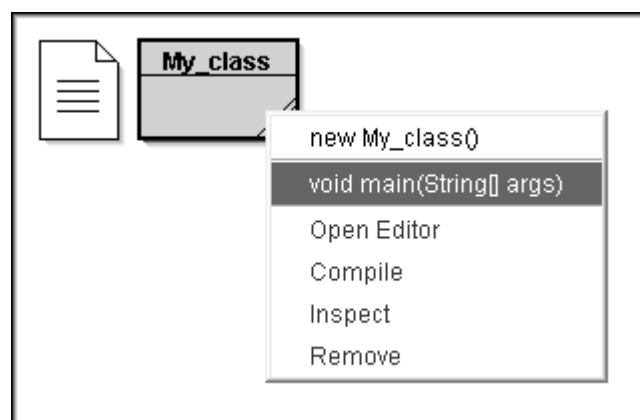 My_class
new My_class()
void main(String[] args)
Open Editor
Compile
Inspect
Remove